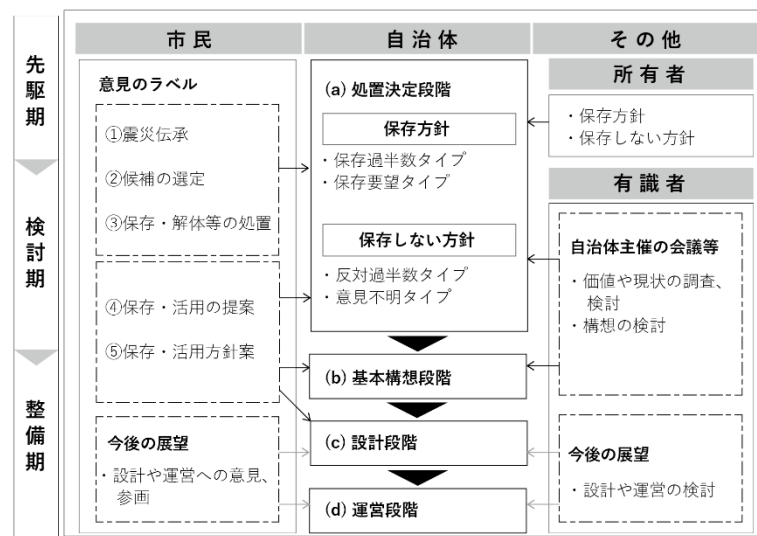 市民
自治体
その他
先駆期
検討期
整備期
意見のラベル
①震災伝承
②候補の選定
③保存・解体等の処置
④保存・活用の提案
⑤保存・活用方針案
今後の展望
・設計や運営への意見、
参画
(a) 処置決定段階
保存方針
・保存過半数タイプ
・保存要望タイプ
保存しない方針
・反対過半数タイプ
・意見不明タイプ
(b) 基本構想段階
(c) 設計段階
(d) 運営段階
所有者
・保存方針
・保存しない方針
有識者
自治体主催の会議等
・価値や現状の調査、
検討
・構想の検討
今後の展望
・設計や運営の検討